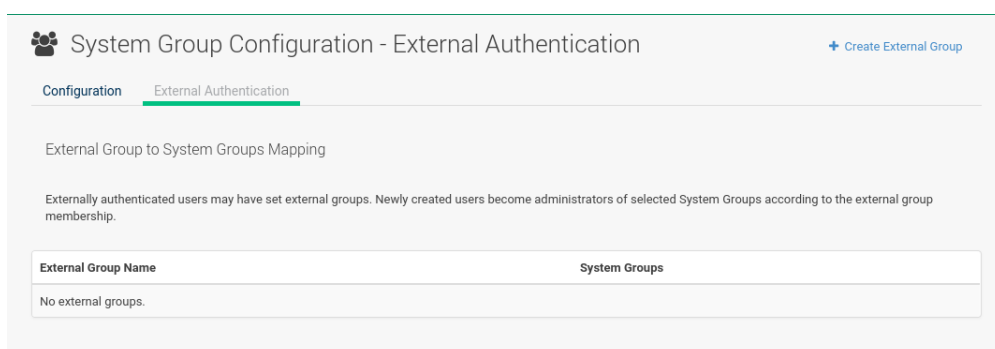 System Group Configuration - External Authentication
+ Create External Group
Configuration
External Authentication
External Group to System Groups Mapping
Externally authenticated users may have set external groups. Newly created users become administrators of selected System Groups according to the external group
membership.
External Group Name
System Groups
No external groups.